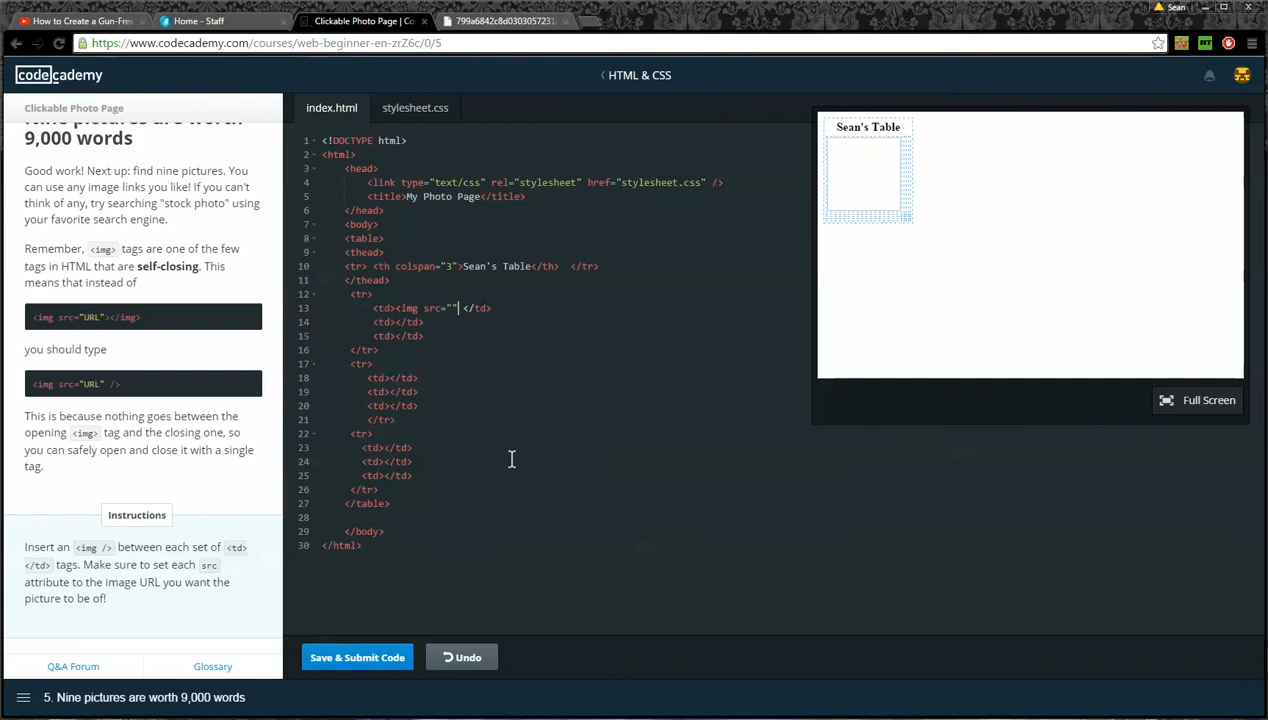 How to Create a Gun-Free
Home - Staff
Clickable Photo Page | Co
799a6842c8d0303057231
Sean
https://www.codecademy.com/courses/web-beginner-en-zrZ6c/0/5
codecademy
HTML & CSS
Clickable Photo Page
Nine pictures are worth
9,000 words
Good work! Next up: find nine pictures. You
can use any image links you like! If you can't
think of any, try searching "stock photo" using
your favorite search engine.
Remember, <img> tags are one of the few
tags in HTML that are self-closing. This
means that instead of
<img src="URL"></img>
you should type
<img src="URL" />
This is because nothing goes between the
opening <img> tag and the closing one, so
you can safely open and close it with a single
tag.
Instructions
Insert an <img /> between each set of <td>
</td> tags. Make sure to set each src
attribute to the image URL you want the
picture to be of!
Q&A Forum Glossary
index.html stylesheet.css
1 <!DOCTYPE html>
2 <html>
3 <head>
4 <link type="text/css" rel="stylesheet" href="stylesheet.css" />
5 <title>My Photo Page</title>
6 </head>
7 <body>
8 <table>
9 <thead>
10 <tr> <th colspan="3">Sean's Table</th> </tr>
11 </thead>
12 <tr>
13 <td><img src="" </td>
14 <td></td>
15 <td></td>
16 </tr>
17 <tr>
18 <td></td>
19 <td></td>
20 <td></td>
21 </tr>
22 <tr>
23 <td></td>
24 <td></td>
25 <td></td>
26 </tr>
27 </table>
28
29 </body>
30 </html>
Sean's Table
Full Screen
Save & Submit Code
Undo
5. Nine pictures are worth 9,000 words